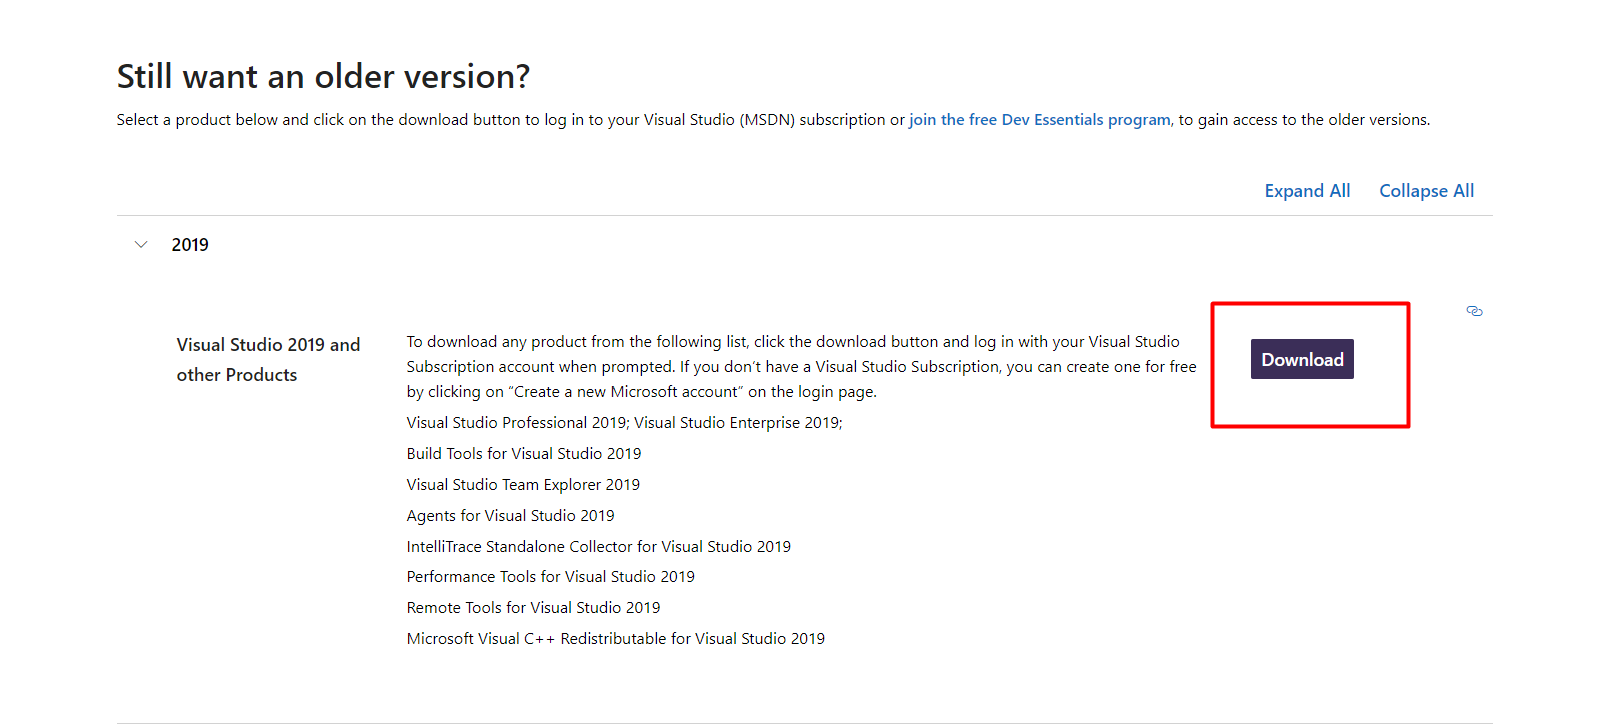 Still want an older version?
Select a product below and click on the download button to log in to your Visual Studio (MSDN) subscription or join the free Dev Essentials program, to gain access to the older versions.
Expand All Collapse All
2019
Visual Studio 2019 and
other Products
To download any product from the following list, click the download button and log in with your Visual Studio
Subscription account when prompted. If you don’t have a Visual Studio Subscription, you can create one for free
by clicking on “Create a new Microsoft account” on the login page.
Visual Studio Professional 2019; Visual Studio Enterprise 2019;
Build Tools for Visual Studio 2019
Visual Studio Team Explorer 2019
Agents for Visual Studio 2019
IntelliTrace Standalone Collector for Visual Studio 2019
Performance Tools for Visual Studio 2019
Remote Tools for Visual Studio 2019
Microsoft Visual C++ Redistributable for Visual Studio 2019
Download